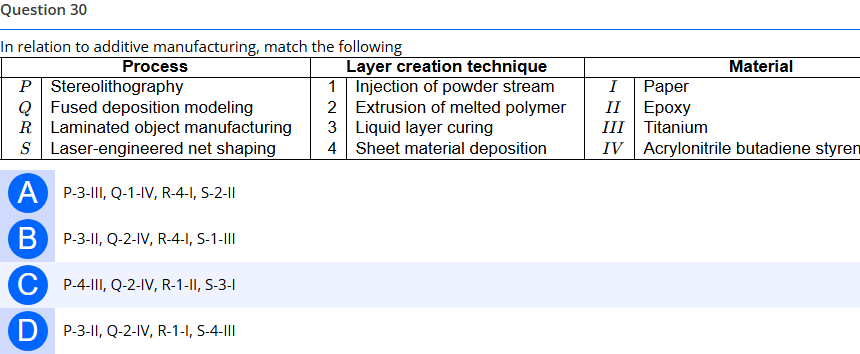 Question 30
In relation to additive manufacturing, match the following
Process Layer creation technique Material
P Stereolithography 1 Injection of powder stream I Paper
Q Fused deposition modeling 2 Extrusion of melted polymer II Epoxy
R Laminated object manufacturing 3 Liquid layer curing III Titanium
S Laser-engineered net shaping 4 Sheet material deposition IV Acrylonitrile butadiene styren
A P-3-III, Q-1-IV, R-4-I, S-2-II
B P-3-II, Q-2-IV, R-4-I, S-1-III
C P-4-III, Q-2-IV, R-1-II, S-3-I
D P-3-II, Q-2-IV, R-1-I, S-4-III